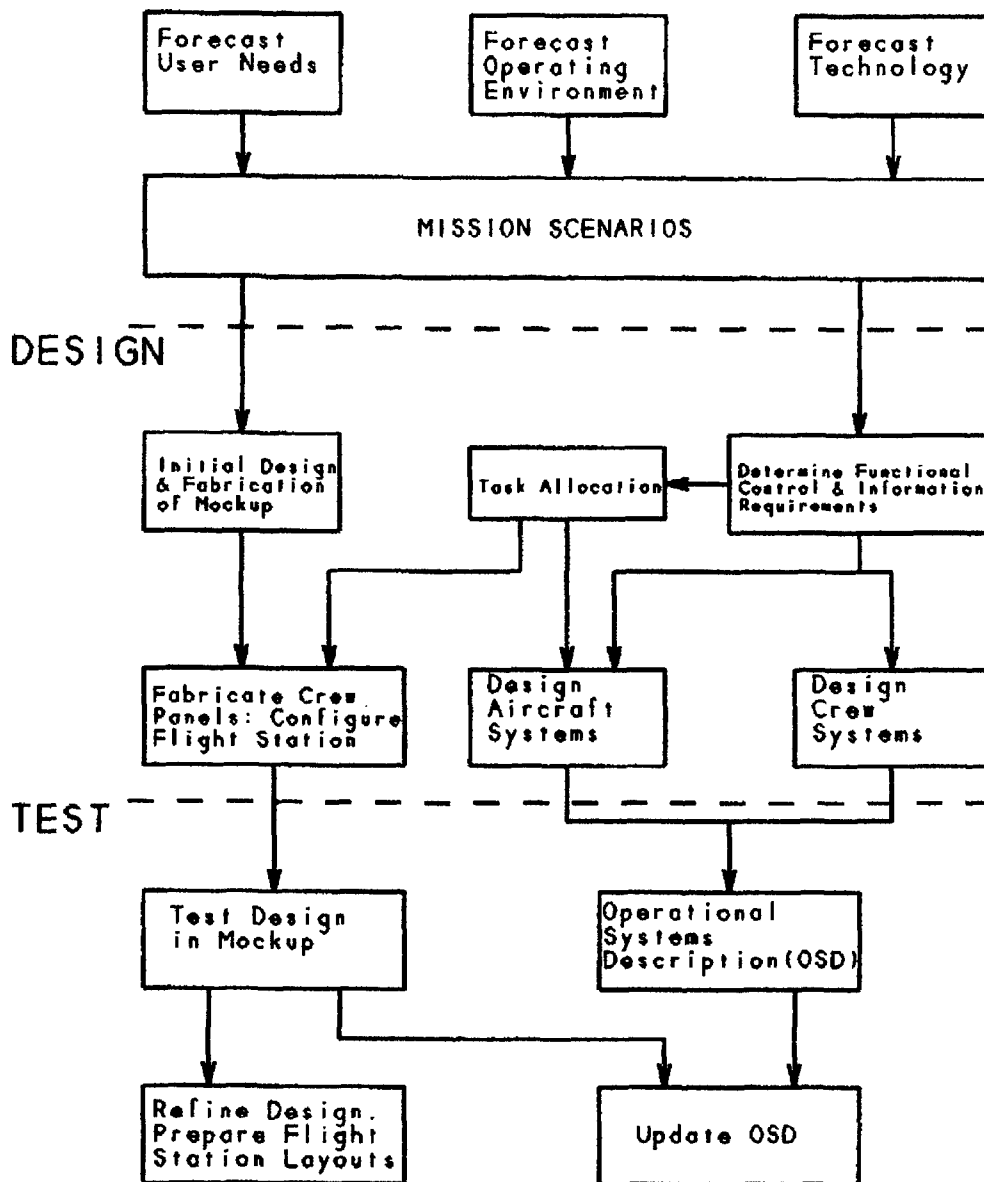 Forecast
User Needs
Forecast
Operating
Environment
Forecast
Technology
MISSION SCENARIOS
DESIGN
Initial Design
& Fabrication
of Mockup
Task Allocation
Determine Functional
Control & Information
Requirements
Fabricate Crew
Panels: Configure
Flight Station
Design
Aircraft
Systems
Design
Crew
Systems
TEST
Test Design
in Mockup
Operational
Systems
Description(OSD)
Refine Design.
Prepare Flight
Station Layouts
Update OSD